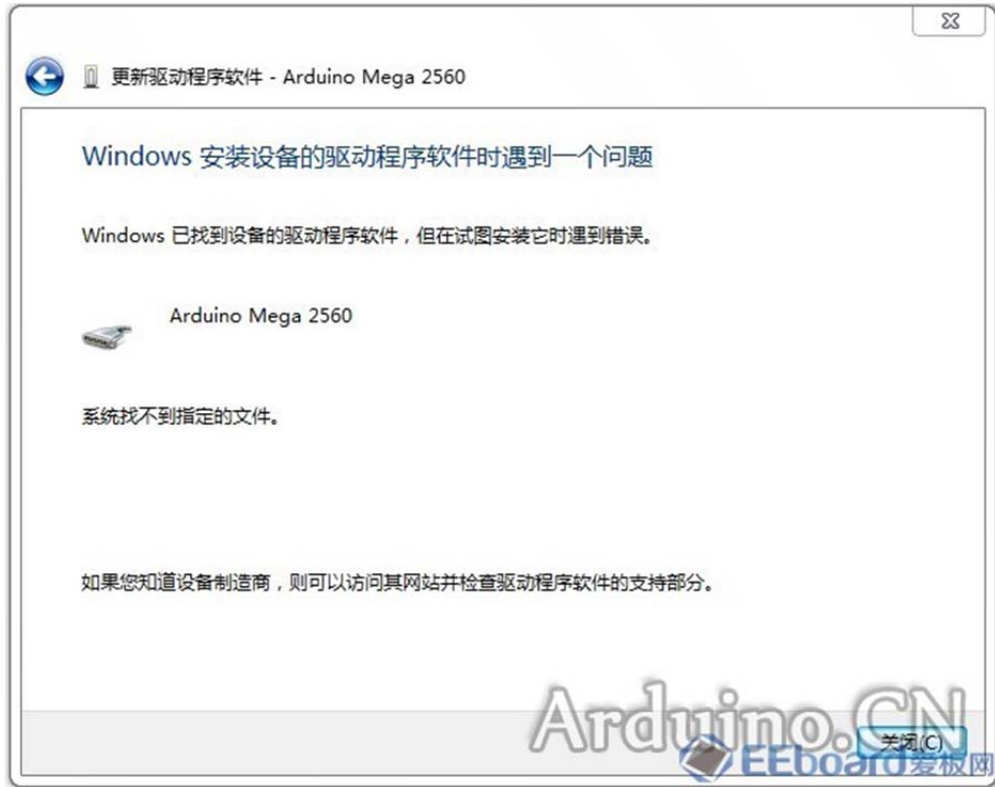 更新驱动程序软件 - Arduino Mega 2560
Windows 安装设备的驱动程序软件时遇到一个问题
Windows 已找到设备的驱动程序软件，但在试图安装它时遇到错误。
Arduino Mega 2560
系统找不到指定的文件。
如果您知道设备制造商，则可以访问其网站并检查驱动程序软件的支持部分。
Arduino.CN
关闭(C)
EEboard爱板网